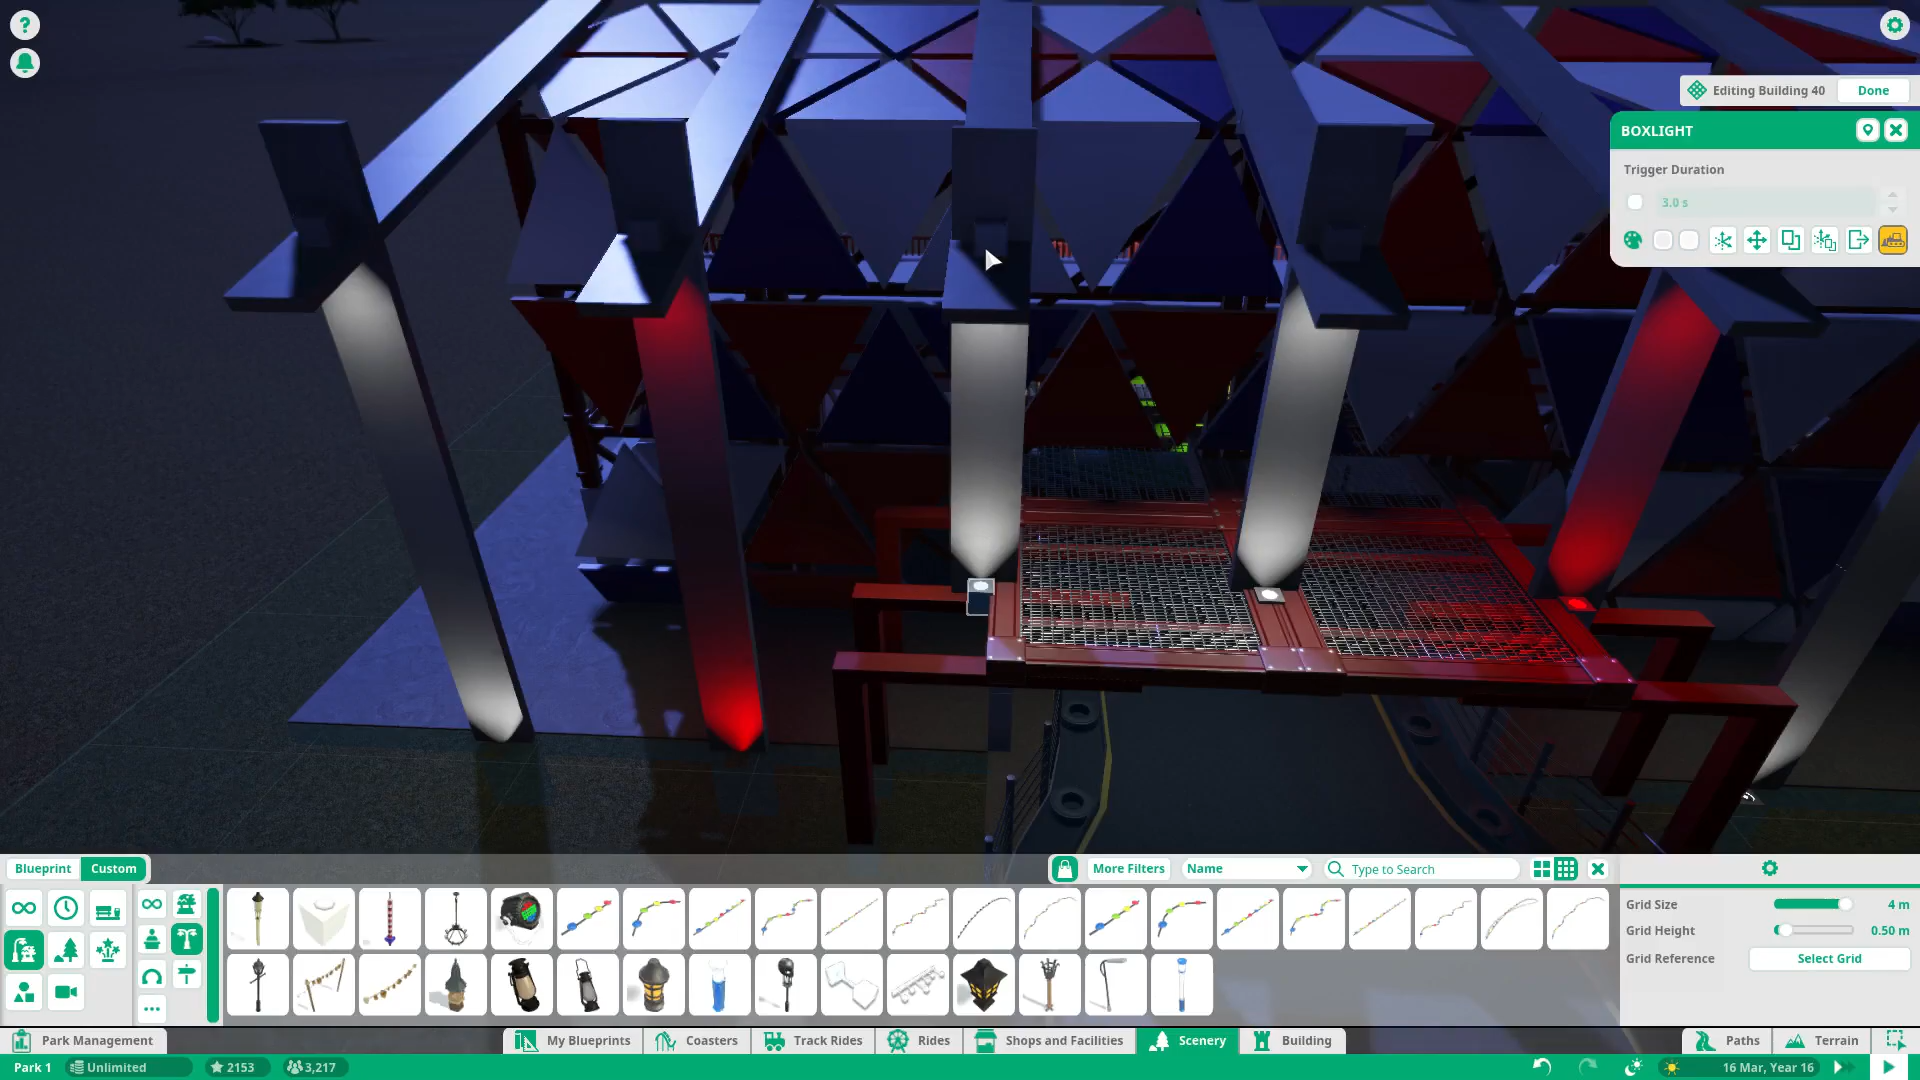 ?
Editing Building 40
Done
BOXLIGHT
Trigger Duration
3.0 s
Blueprint
Custom
More Filters
Name
Type to Search
Grid Size
4 m
Grid Height
0.50 m
Grid Reference
Select Grid
Park Management
My Blueprints
Coasters
Track Rides
Rides
Shops and Facilities
Scenery
Building
Paths
Terrain
Park 1
Unlimited
2153
3,217
16 Mar, Year 16